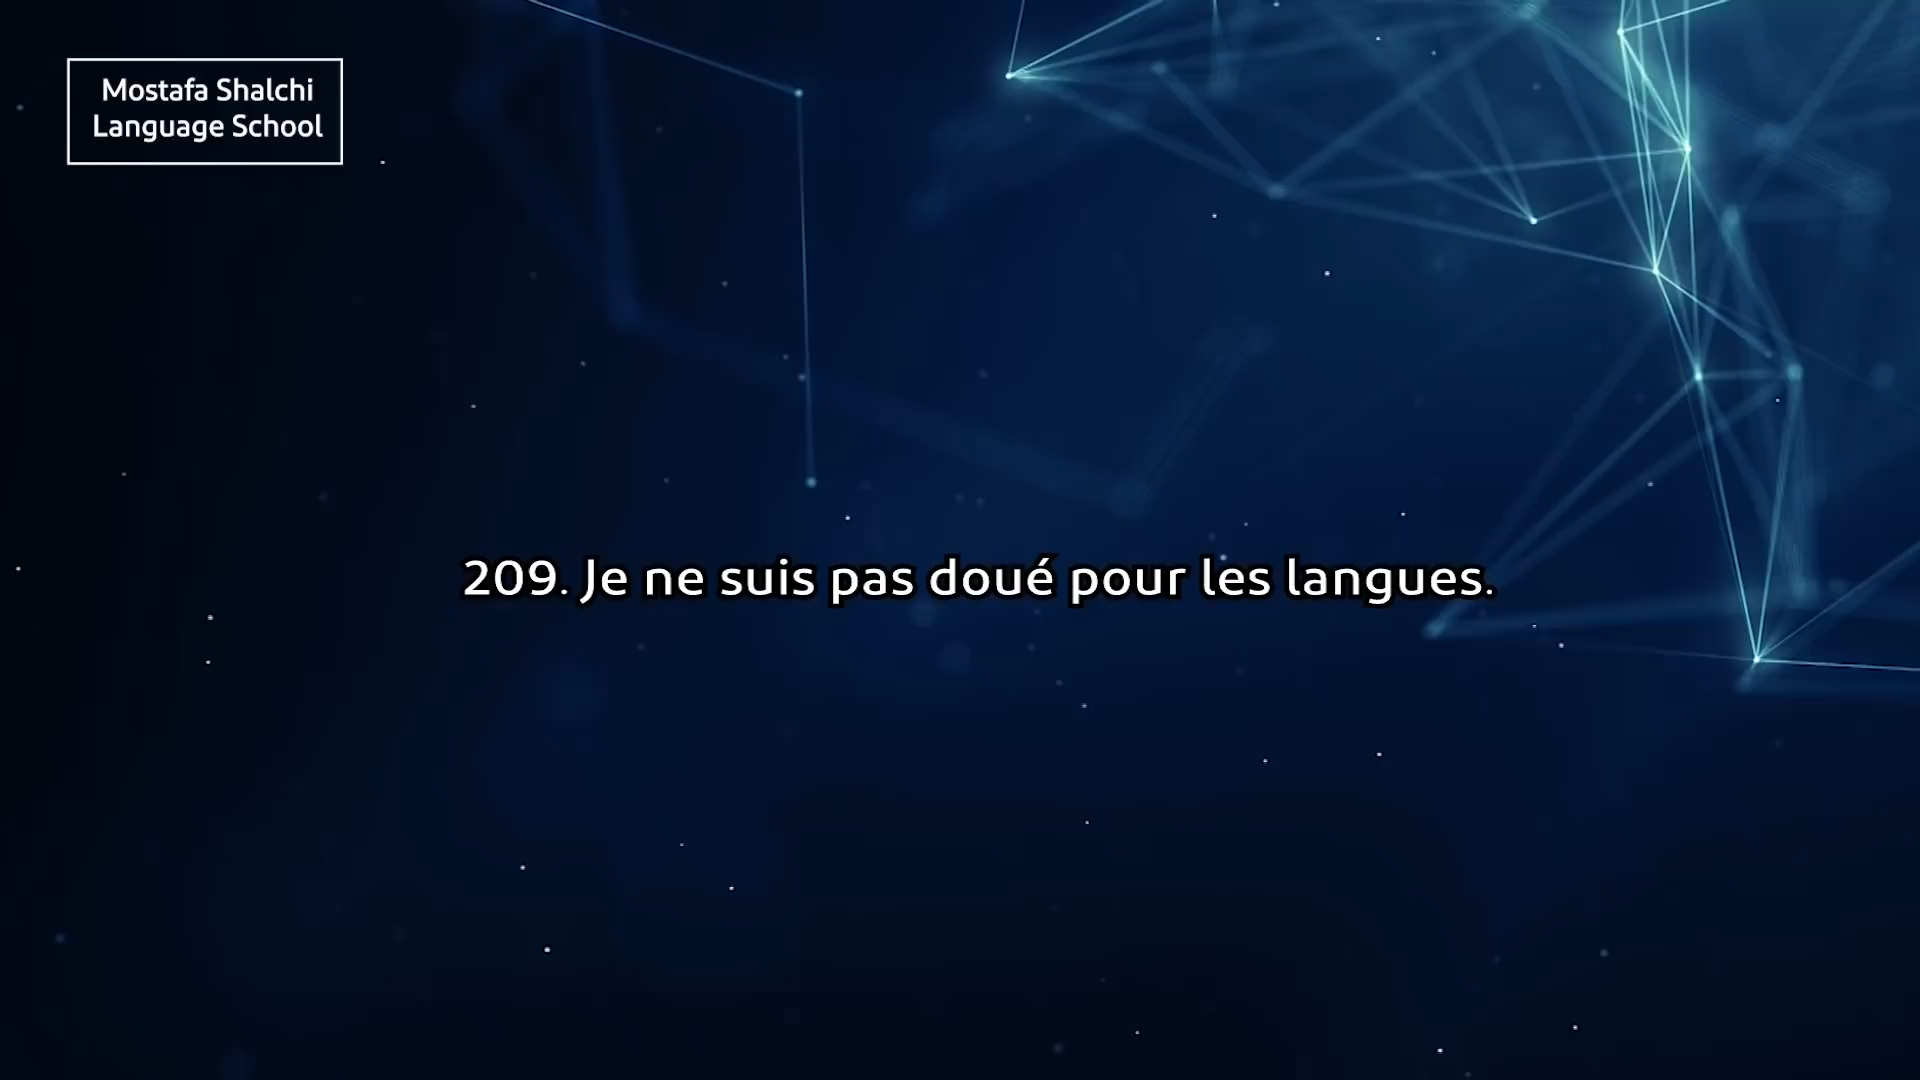 Mostafa Shalchi
Language School
209. Je ne suis pas doué pour les langues.